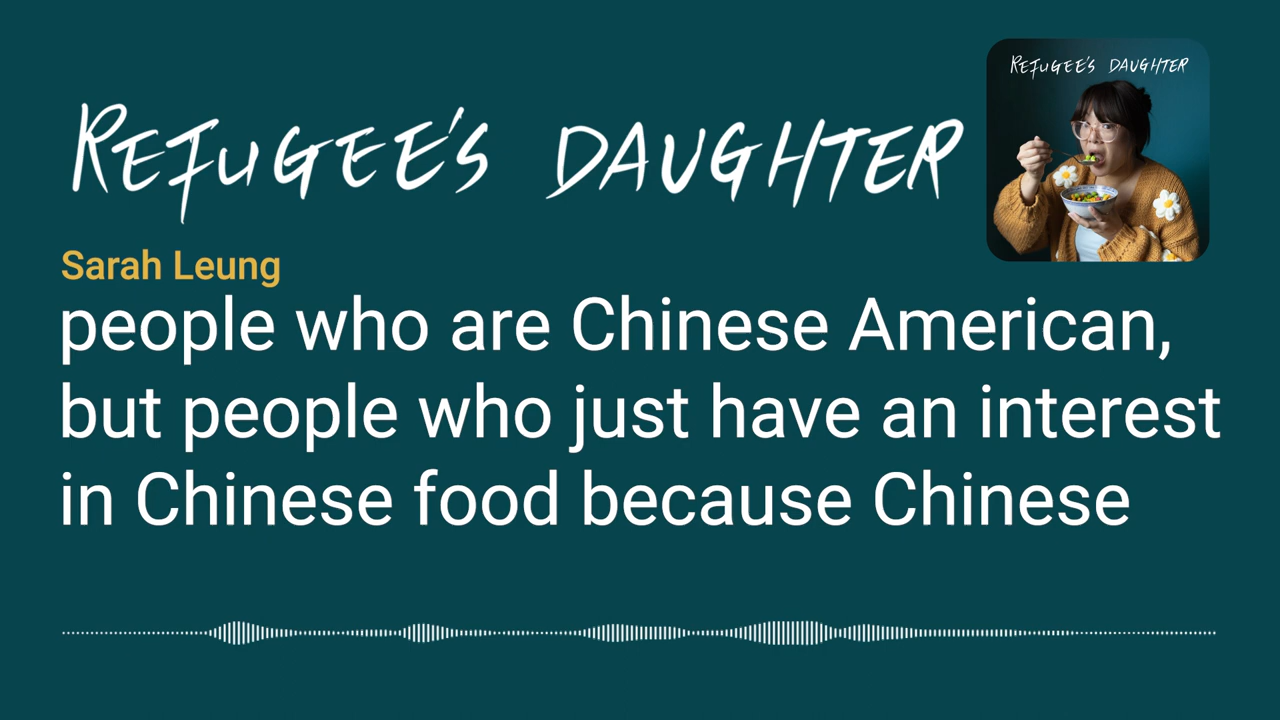 REFUGEE'S DAUGHTER
REFUGEE'S DAUGHTER
Sarah Leung
people who are Chinese American,
but people who just have an interest
in Chinese food because Chinese